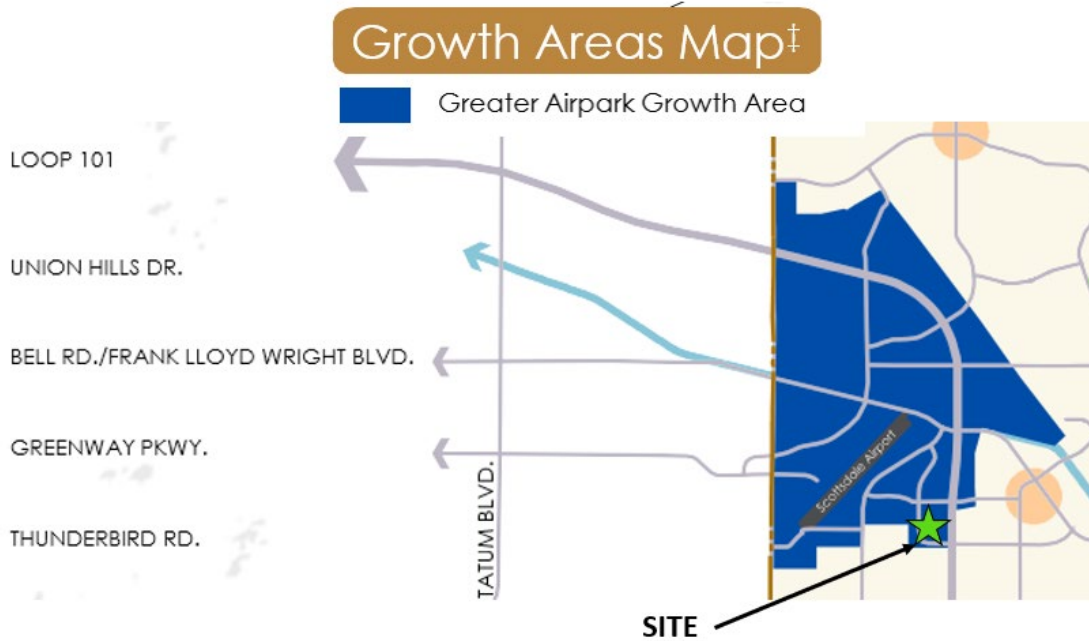 Growth Areas Map‡
Greater Airpark Growth Area
LOOP 101
UNION HILLS DR.
BELL RD./FRANK LLOYD WRIGHT BLVD.
GREENWAY PKWY.
THUNDERBIRD RD.
TATUM BLVD.
Scottsdale Airport
SITE